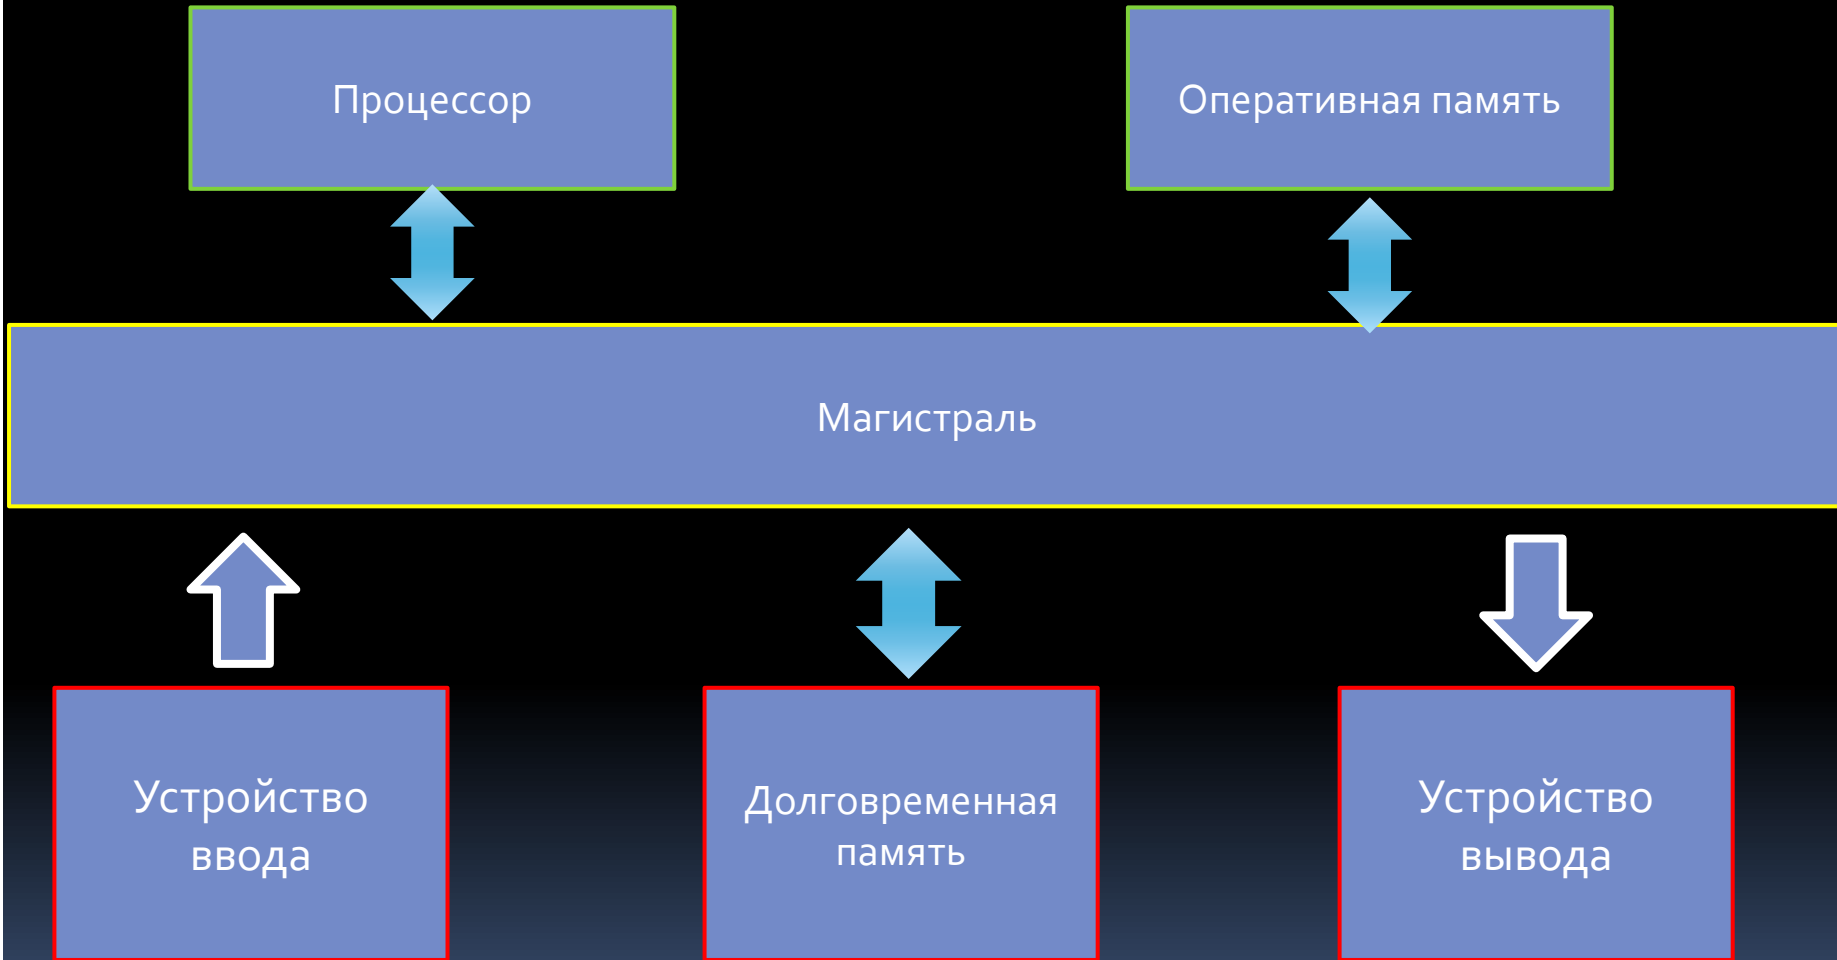 Процессор
Оперативная память
Магистраль
Устройство
ввода
Долговременная
память
Устройство
вывода